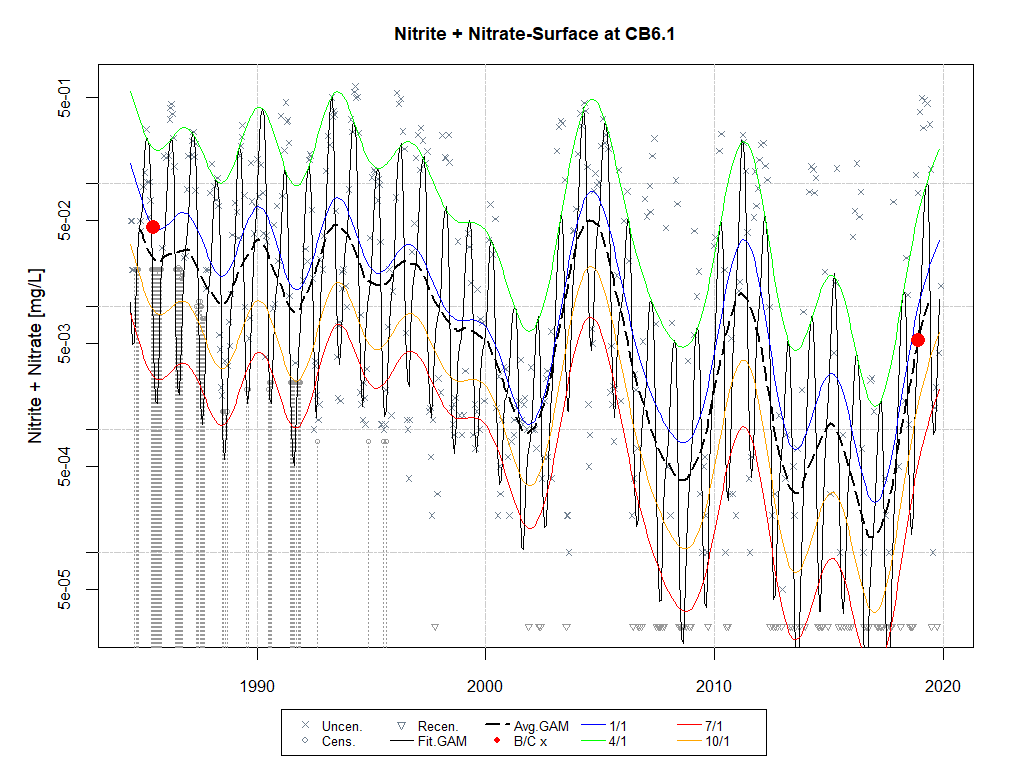 Nitrite + Nitrate-Surface at CB6.1
Nitrite + Nitrate [mg/L]
5e-01
5e-02
5e-03
5e-04
5e-05
1990 2000 2010 2020
Uncen. Recen. Avg.GAM 1/1 7/1
Cens. Fit.GAM B/C x 4/1 10/1